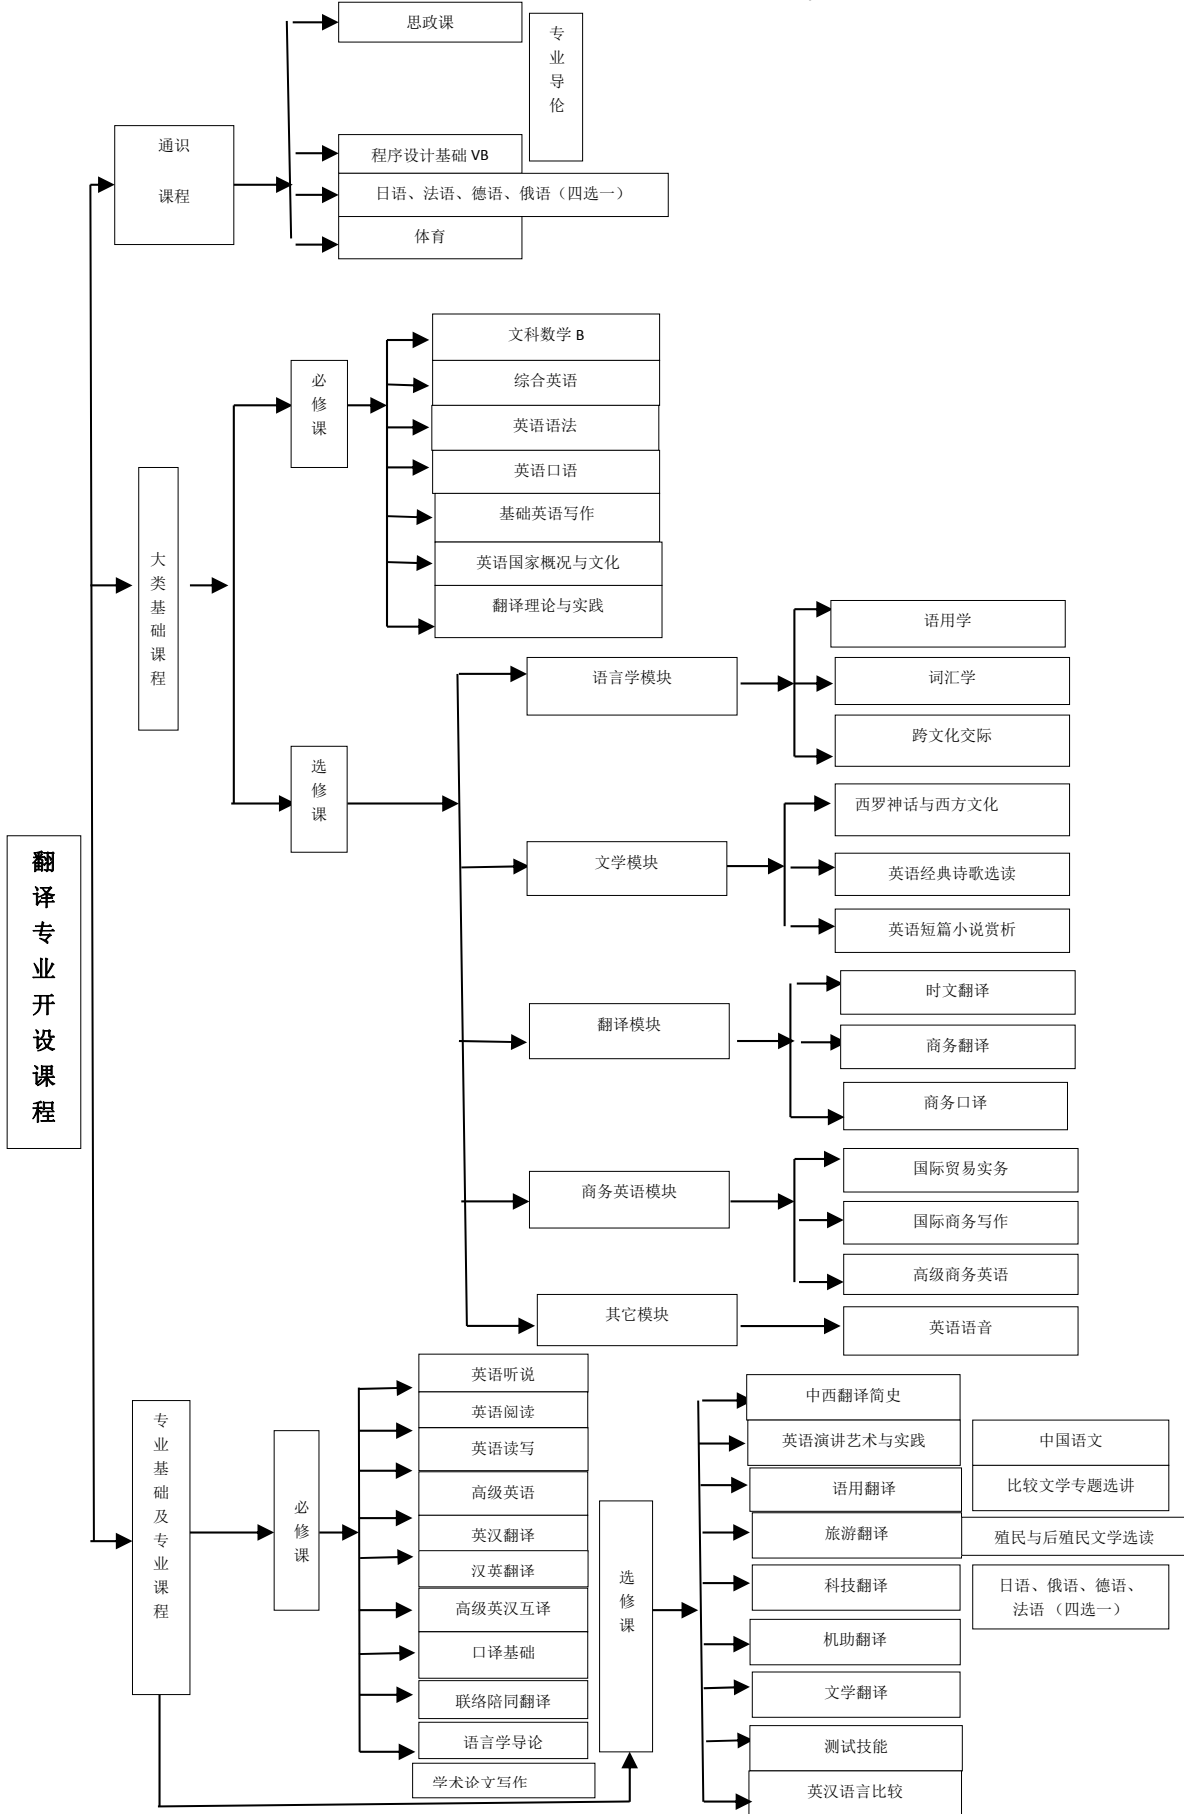 思政课
专业导伦
通识
课程
程序设计基础 VB
日语、法语、德语、俄语（四选一）
体育
文科数学 B
必修课
综合英语
英语语法
英语口语
基础英语写作
大类基础课程
英语国家概况与文化
翻译理论与实践
语言学模块
语用学
词汇学
跨文化交际
选修课
文学模块
西罗神话与西方文化
英语经典诗歌选读
英语短篇小说赏析
翻译专业开设课程
翻译模块
时文翻译
商务翻译
商务口译
商务英语模块
国际贸易实务
国际商务写作
高级商务英语
其它模块
英语语音
专业基础及专业课程
必修课
英语听说
英语阅读
英语读写
高级英语
英汉翻译
汉英翻译
高级英汉互译
口译基础
联络陪同翻译
语言学导论
学术论文写作
选修课
中西翻译简史
英语演讲艺术与实践
语用翻译
旅游翻译
科技翻译
机助翻译
文学翻译
测试技能
英汉语言比较
中国语文
比较文学专题选讲
殖民与后殖民文学选读
日语、俄语、德语、
法语 （四选一）